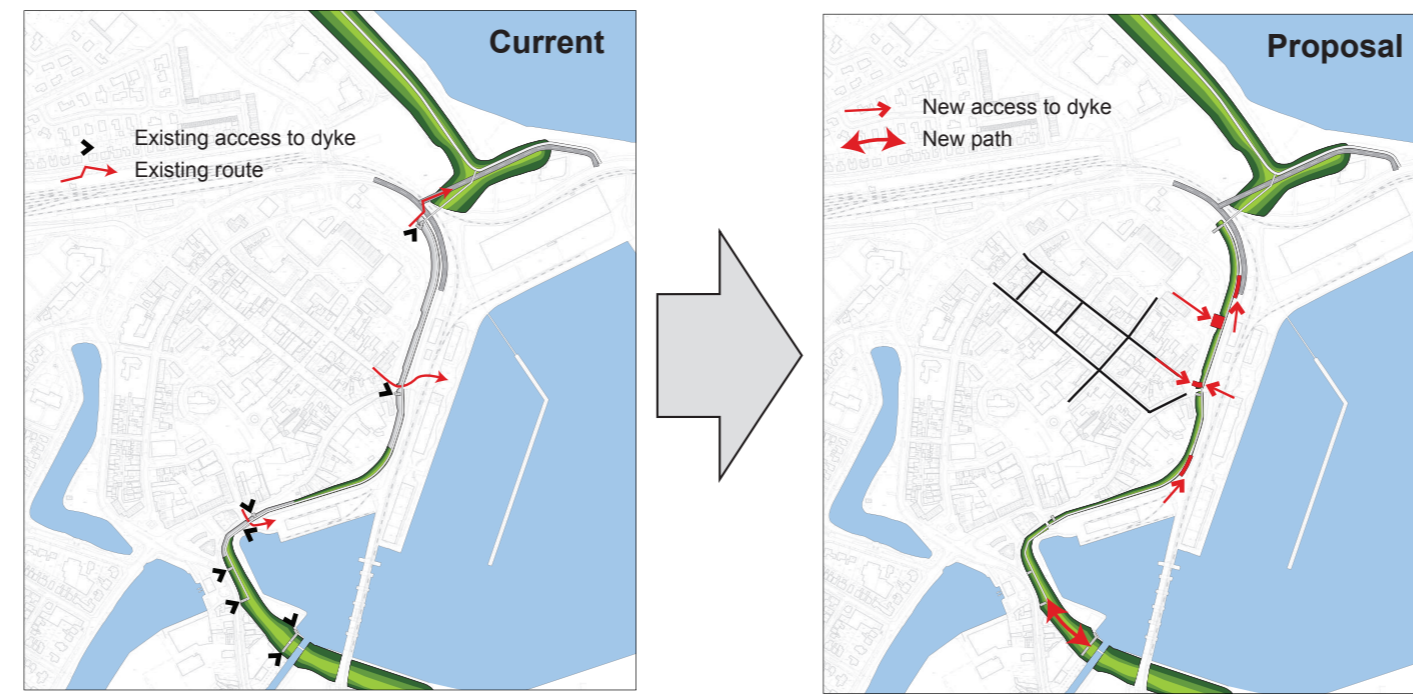 Current
Existing access to dyke
Existing route
Proposal
New access to dyke
New path